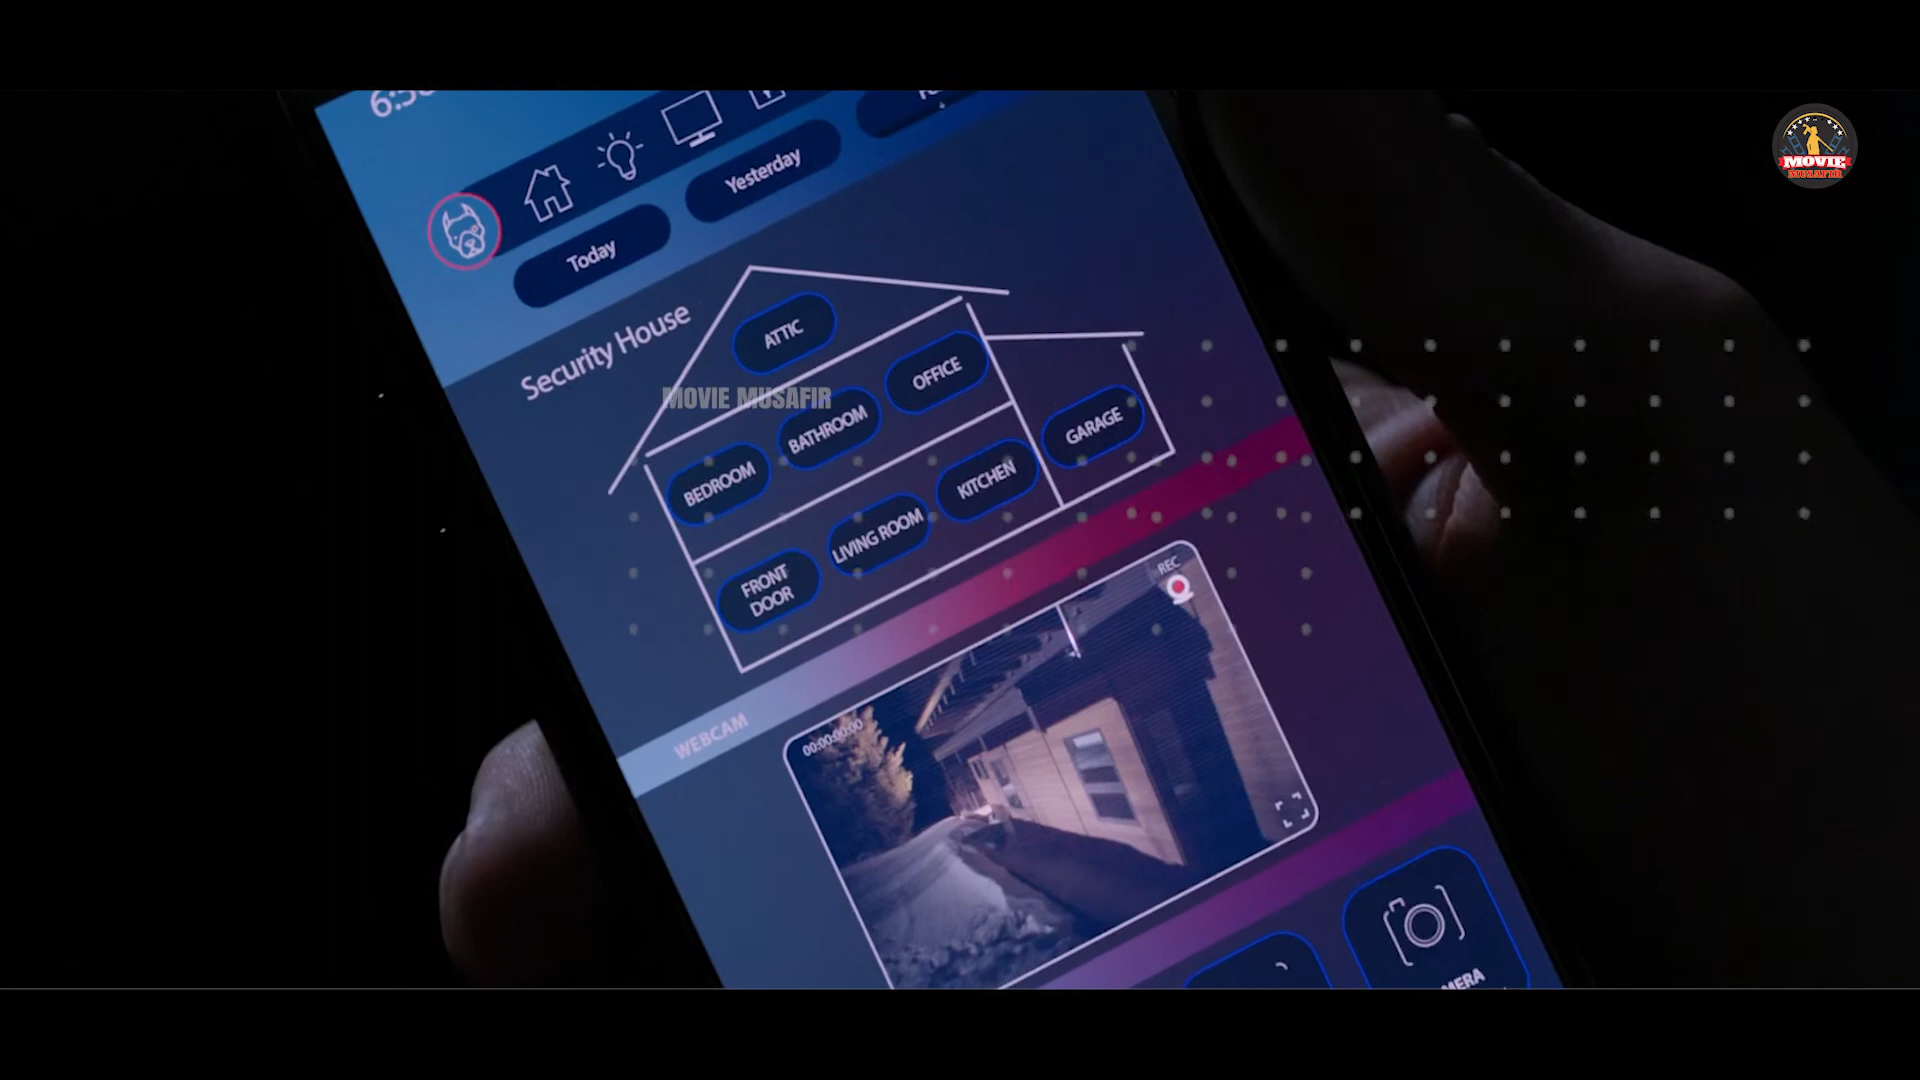 Yesterday
Today
Security House
ATTIC
OFFICE
BATHROOM
GARAGE
BEDROOM
KITCHEN
LIVING ROOM
FRONT
DOOR
WEBCAM
REC
00:00:00:00
MOVIE MUSAFIR
MOVIE
MUSAFIR